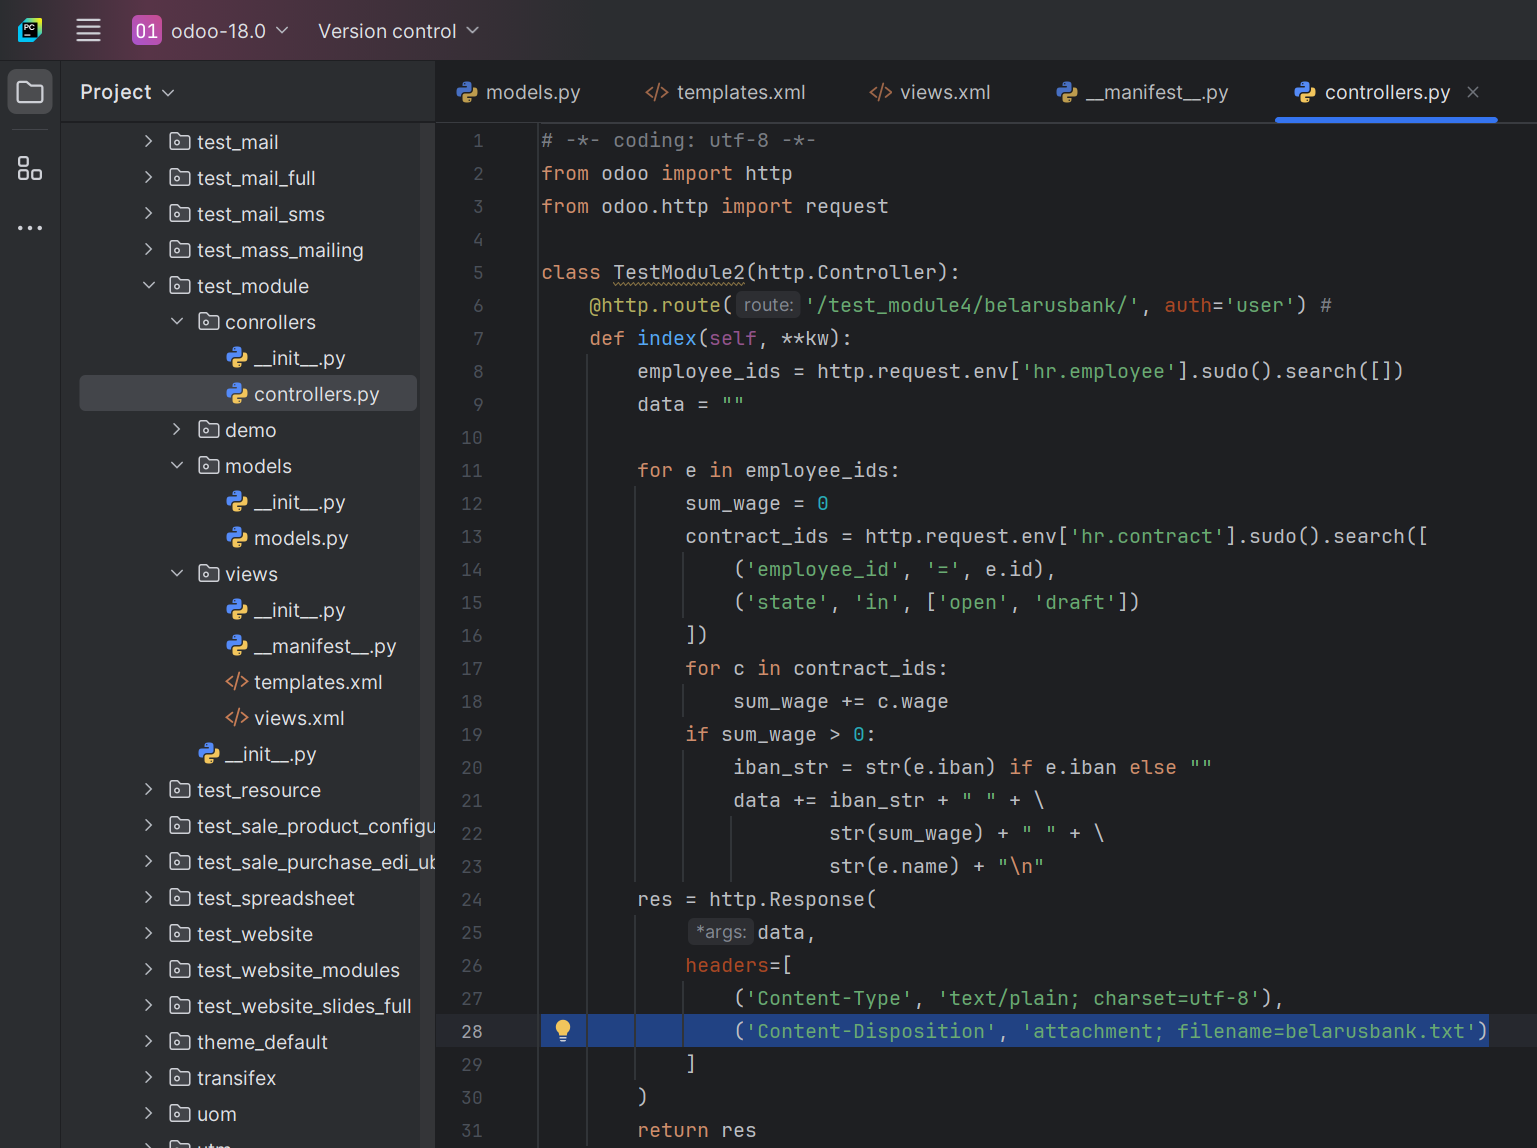 PC
01 odoo-18.0 Version control
Project
models.py templates.xml views.xml __manifest__.py controllers.py
test_mail
test_mail_full
test_mail_sms
test_mass_mailing
test_module
conrollers
__init__.py
controllers.py
demo
models
__init__.py
models.py
views
__init__.py
__manifest__.py
templates.xml
views.xml
__init__.py
test_resource
test_sale_product_configu
test_sale_purchase_edi_ub
test_spreadsheet
test_website
test_website_modules
test_website_slides_full
theme_default
transifex
uom
1 # -*- coding: utf-8 -*-
2 from odoo import http
3 from odoo.http import request
4
5 class TestModule2(http.Controller):
6     @http.route( route: '/test_module4/belarusbank/', auth='user') #
7     def index(self, **kw):
8         employee_ids = http.request.env['hr.employee'].sudo().search([])
9         data = ""
10
11         for e in employee_ids:
12             sum_wage = 0
13             contract_ids = http.request.env['hr.contract'].sudo().search([
14                 ('employee_id', '=', e.id),
15                 ('state', 'in', ['open', 'draft'])
16             ])
17             for c in contract_ids:
18                 sum_wage += c.wage
19             if sum_wage > 0:
20                 iban_str = str(e.iban) if e.iban else ""
21                 data += iban_str + " " + \
22                         str(sum_wage) + " " + \
23                         str(e.name) + "\n"
24         res = http.Response(
25             *args: data,
26             headers=[
27                 ('Content-Type', 'text/plain; charset=utf-8'),
28                 ('Content-Disposition', 'attachment; filename=belarusbank.txt')
29             ]
30         )
31         return res